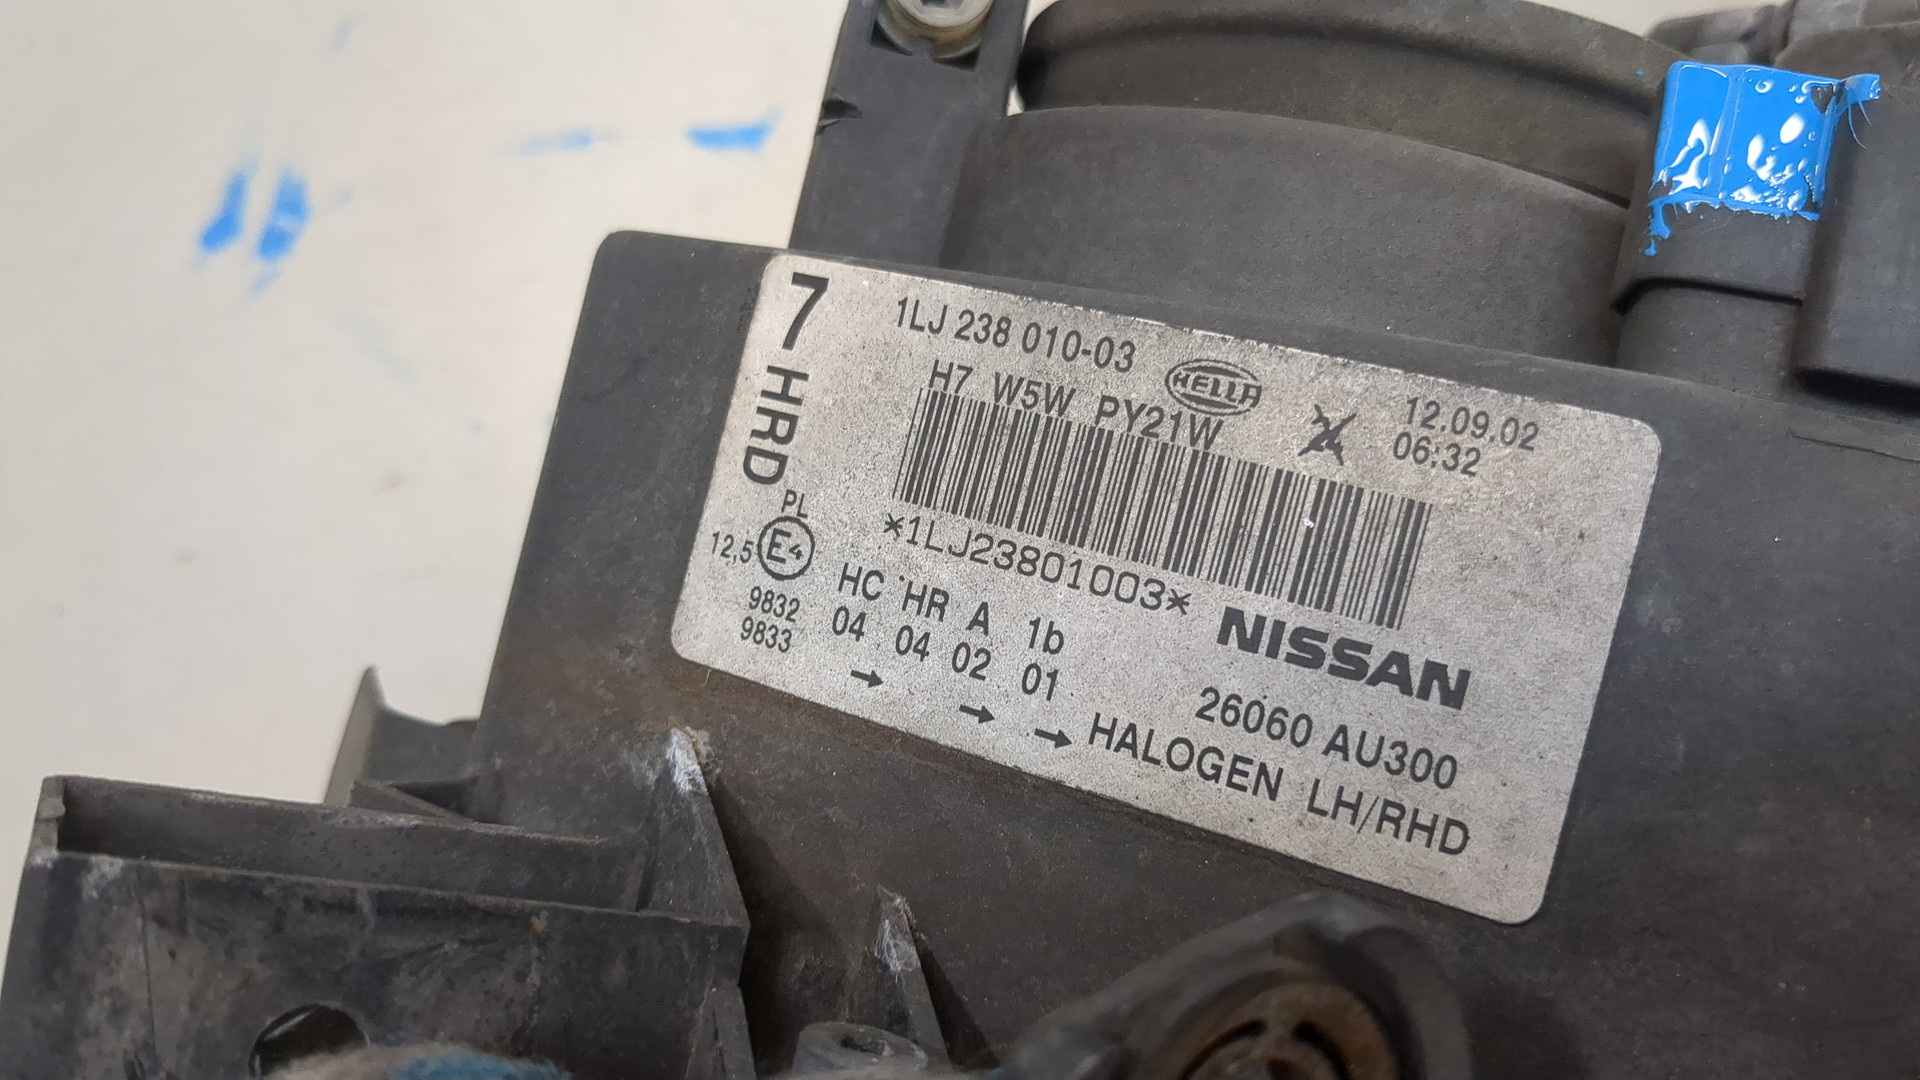 7 HRD
1LJ 238 010-03
HELLA
H7 W5W PY21W
12.09.02
06:32
*1LJ23801003*
PL
12,5 E4
9832
9833
HC HR A 1b
04 04 02 01
→ → →
NISSAN
26060 AU300
HALOGEN LH/RHD